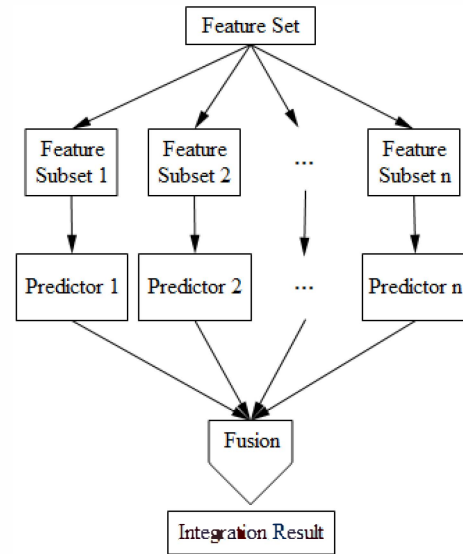 Feature Set
Feature Feature ... Feature
Subset 1 Subset 2 Subset n
Predictor 1 Predictor 2 ... Predictor n
Fusion
Integration Result